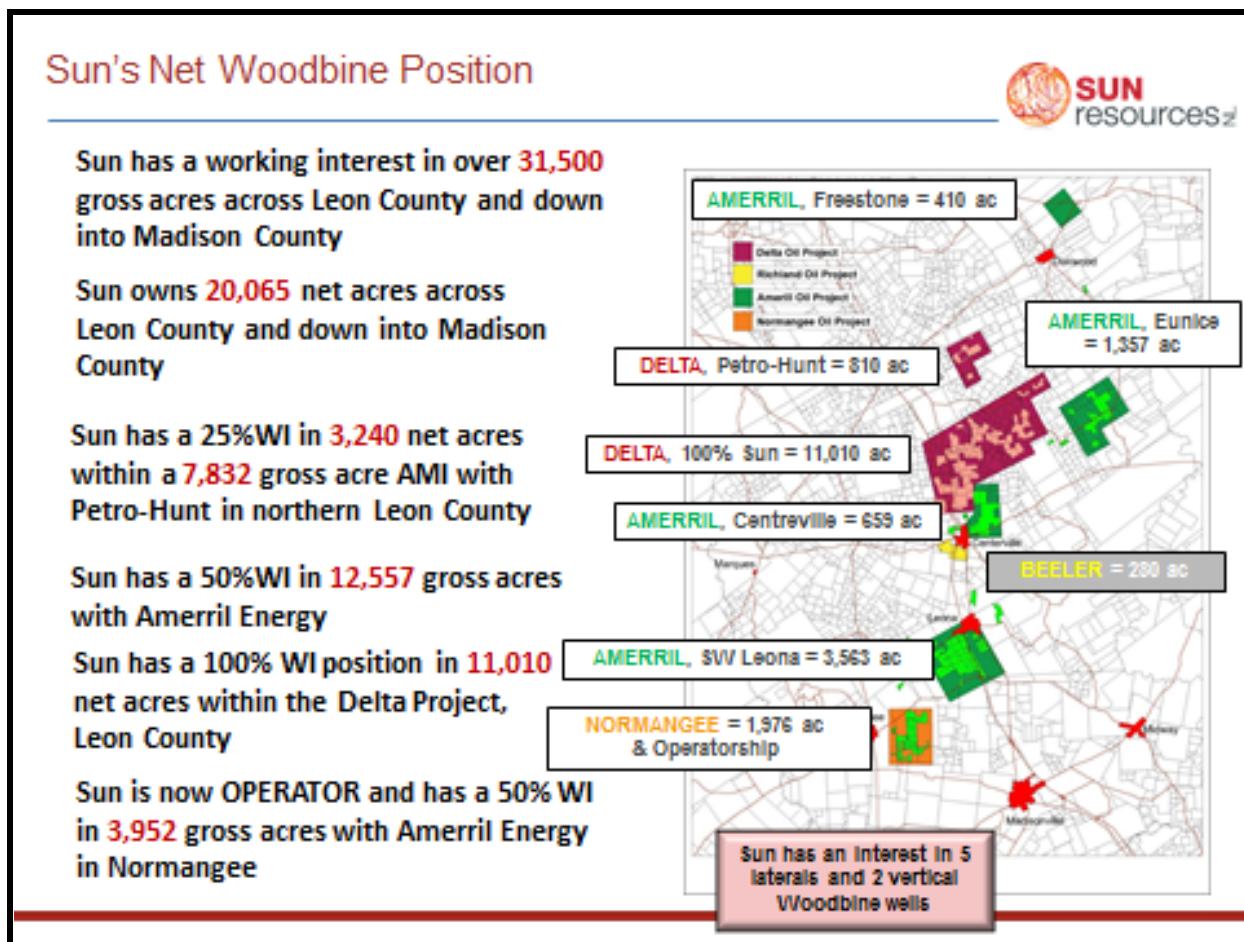 Sun's Net Woodbine Position
SUN
resources NL
Sun has a working interest in over 31,500
gross acres across Leon County and down
into Madison County
Sun owns 20,065 net acres across
Leon County and down into Madison
County
Sun has a 25%WI in 3,240 net acres
within a 7,832 gross acre AMI with
Petro-Hunt in northern Leon County
Sun has a 50%WI in 12,557 gross acres
with Amerril Energy
Sun has a 100% WI position in 11,010
net acres within the Delta Project,
Leon County
Sun is now OPERATOR and has a 50% WI
in 3,952 gross acres with Amerril Energy
in Normangee
AMERRIL, Freestone = 410 ac
Delta Oil Project
Richland Oil Project
Amerill Oil Project
Normangee Oil Project
AMERRIL, Eunice
= 1,357 ac
DELTA, Petro-Hunt = 810 ac
DELTA, 100% Sun = 11,010 ac
AMERRIL, Centreville = 659 ac
Centerville
Marquez
BEELER = 280 ac
Leona
AMERRIL, SW Leona = 3,563 ac
NORMANGEE = 1,976 ac
& Operatorship
Midway
Madisonville
Sun has an interest in 5
laterals and 2 vertical
Woodbine wells